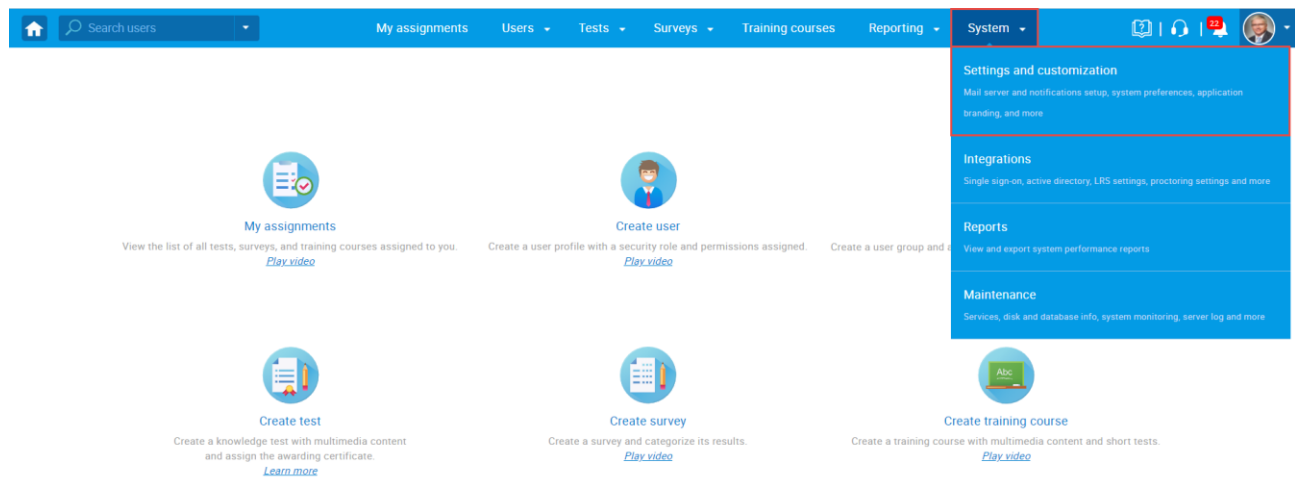 Search users
My assignments
Users
Tests
Surveys
Training courses
Reporting
System
22
Settings and customization
Mail server and notifications setup, system preferences, application
branding, and more
Integrations
Single sign-on, active directory, LRS settings, proctoring settings and more
Reports
View and export system performance reports
Maintenance
Services, disk and database info, system monitoring, server log and more
My assignments
View the list of all tests, surveys, and training courses assigned to you.
Play video
Create user
Create a user profile with a security role and permissions assigned.
Play video
Create a user group and a
Create test
Create a knowledge test with multimedia content
and assign the awarding certificate.
Learn more
Create survey
Create a survey and categorize its results.
Play video
Abc
Create training course
Create a training course with multimedia content and short tests.
Play video